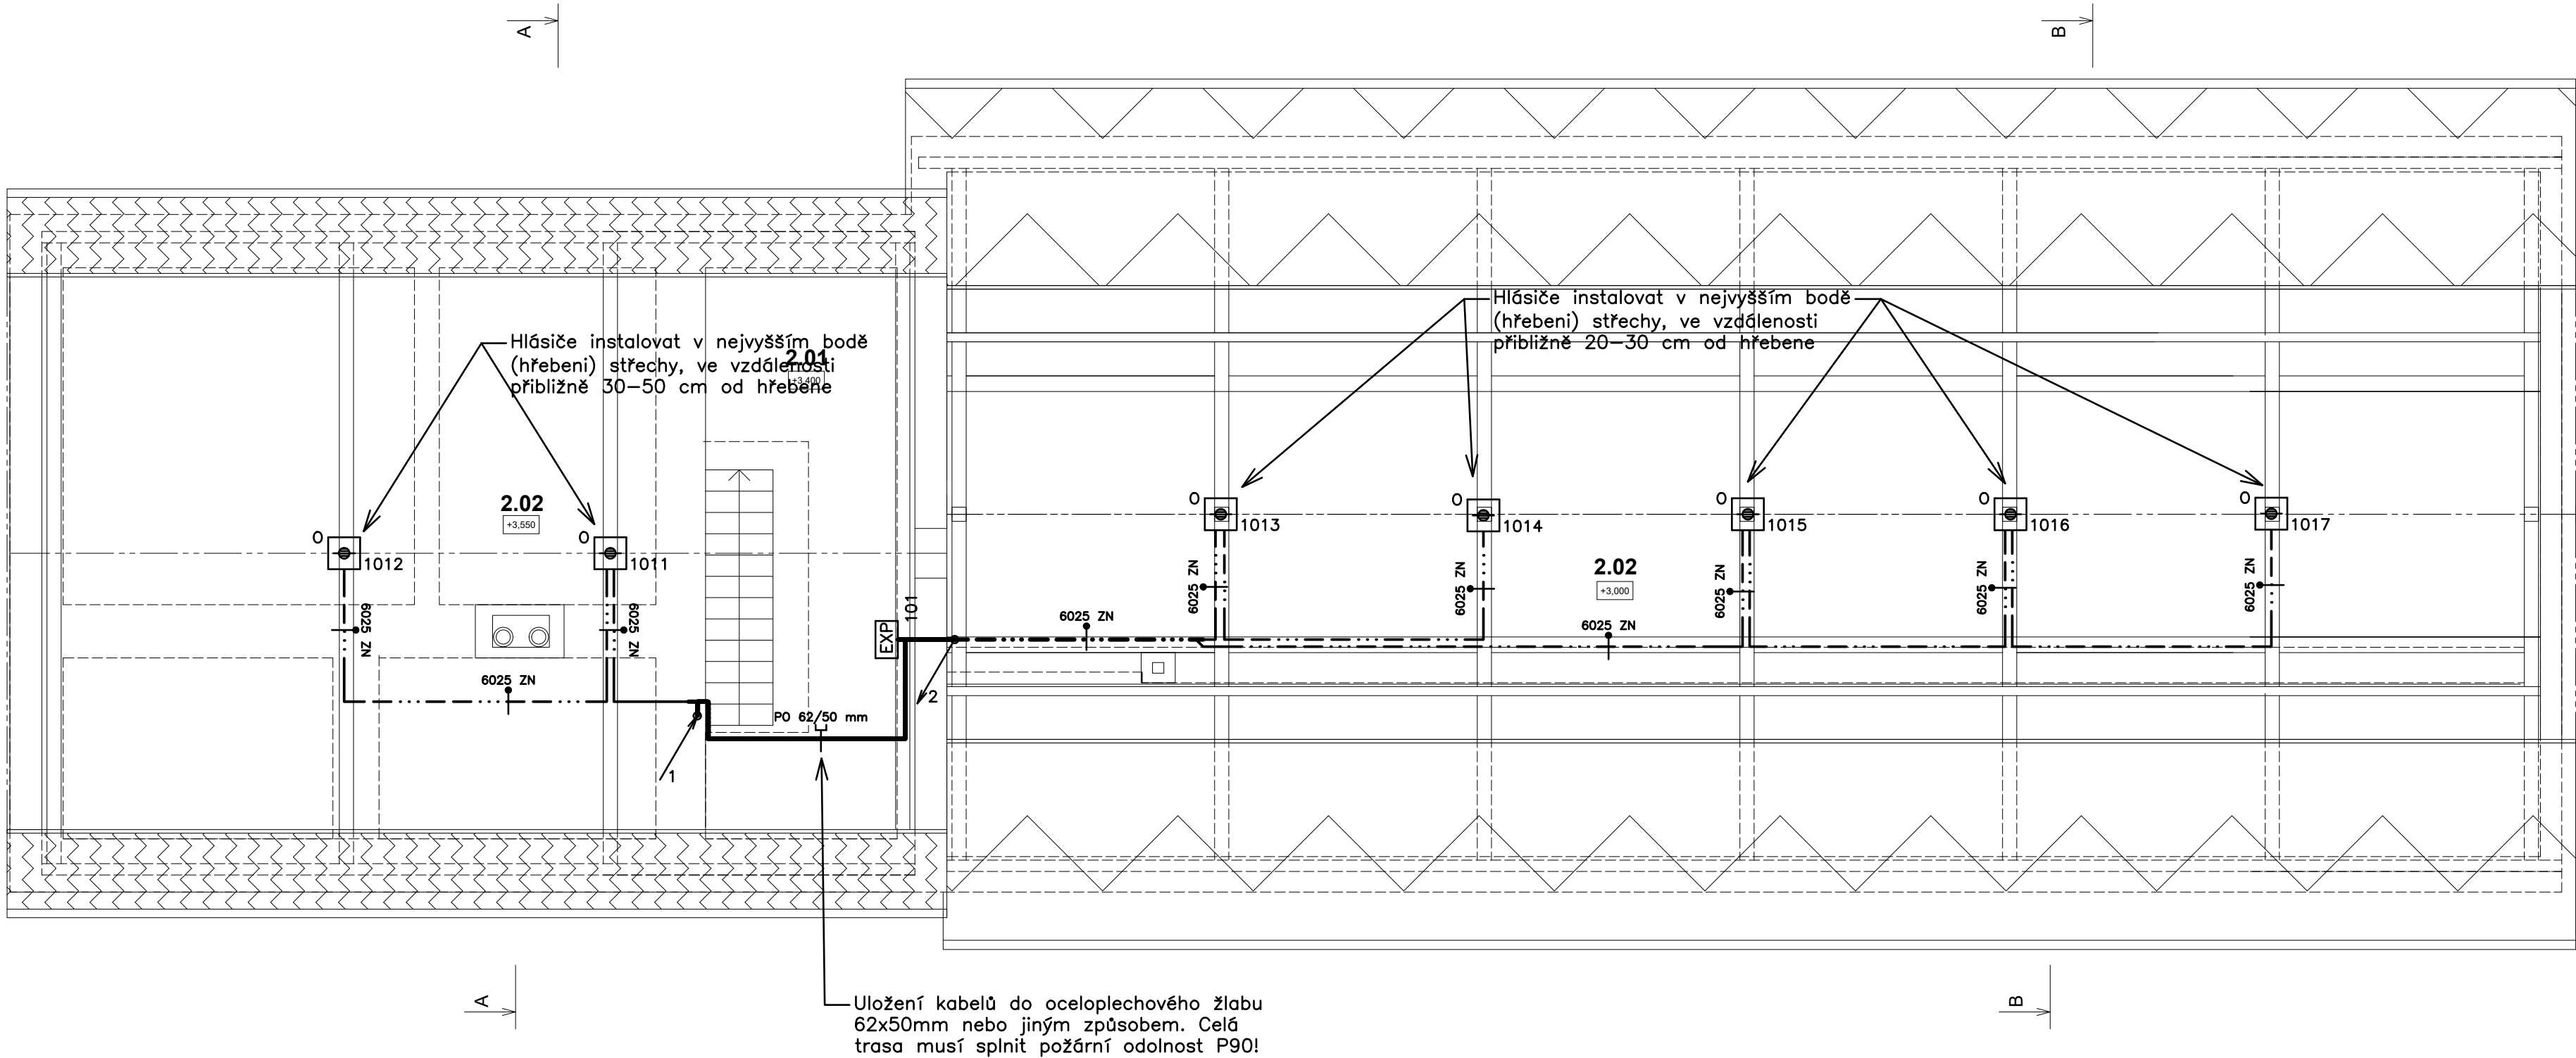 A
B
Hlásiče instalovat v nejvyšším bodě
(hřebeni) střechy, ve vzdálenosti
přibližně 20–30 cm od hřebene
Hlásiče instalovat v nejvyšším bodě
(hřebeni) střechy, ve vzdálenosti
přibližně 30–50 cm od hřebene
2.01
+3,400
2.02
+3,550
O
1012
O
1011
O
1013
O
1014
O
1015
O
1016
O
1017
2.02
+3,000
6025 ZN
6025 ZN
6025 ZN
6025 ZN
6025 ZN
6025 ZN
6025 ZN
6025 ZN
6025 ZN
6025 ZN
EXP
101
2
PO 62/50 mm
1
A
B
Uložení kabelů do oceloplechového žlabu
62x50mm nebo jiným způsobem. Celá
trasa musí splnit požární odolnost P90!